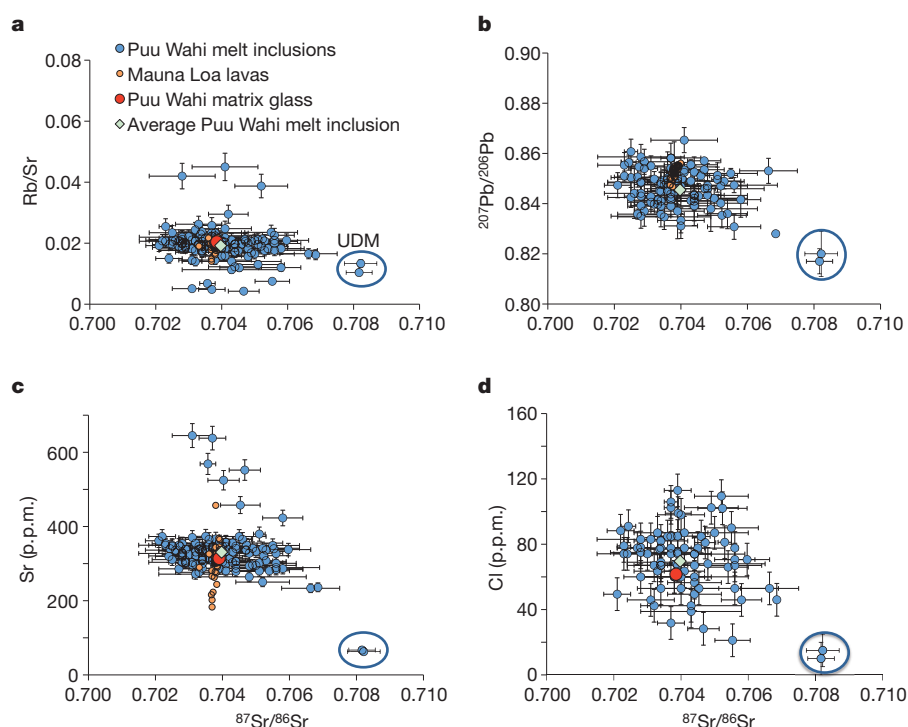 a
Puu Wahi melt inclusions
Mauna Loa lavas
Puu Wahi matrix glass
Average Puu Wahi melt inclusion
0.08
0.06
0.04
0.02
0
Rb/Sr
UDM
0.700 0.702 0.704 0.706 0.708 0.710
b
0.90
0.88
0.86
0.84
0.82
0.80
²⁰⁷Pb/²⁰⁶Pb
0.700 0.702 0.704 0.706 0.708 0.710
c
600
400
200
0
Sr (p.p.m.)
0.700 0.702 0.704 0.706 0.708 0.710
⁸⁷Sr/⁸⁶Sr
d
160
120
80
40
0
Cl (p.p.m.)
0.700 0.702 0.704 0.706 0.708 0.710
⁸⁷Sr/⁸⁶Sr